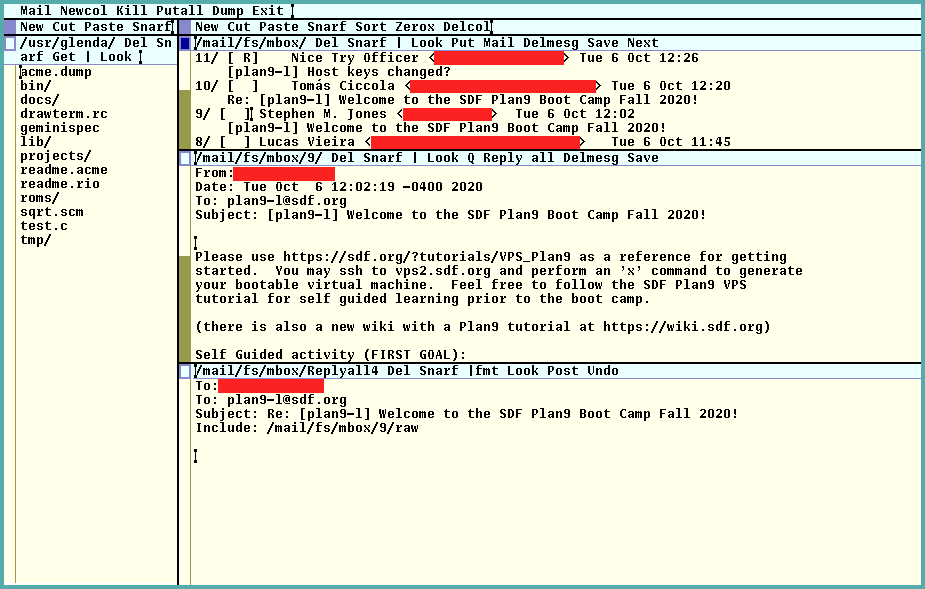 Mail Newcol Kill Putall Dump Exit
New Cut Paste Snarf
/usr/glenda/ Del Sn
arf Get | Look
acme.dump
bin/
docs/
drawterm.rc
geminispec
lib/
projects/
readme.acme
readme.rio
roms/
sqrt.scm
test.c
tmp/
New Cut Paste Snarf Sort Zerox Delcol
/mail/fs/mbox/ Del Snarf | Look Put Mail Delmesg Save Next
11/ [ R] Nice Try Officer < > Tue 6 Oct 12:26
[plan9-l] Host keys changed?
10/ [ ] Tomás Ciccola < > Tue 6 Oct 12:20
Re: [plan9-l] Welcome to the SDF Plan9 Boot Camp Fall 2020!
9/ [ ] Stephen M. Jones < > Tue 6 Oct 12:02
[plan9-l] Welcome to the SDF Plan9 Boot Camp Fall 2020!
8/ [ ] Lucas Vieira < > Tue 6 Oct 11:45
/mail/fs/mbox/9/ Del Snarf | Look Q Reply all Delmesg Save
From:
Date: Tue Oct  6 12:02:19 -0400 2020
To: plan9-l@sdf.org
Subject: [plan9-l] Welcome to the SDF Plan9 Boot Camp Fall 2020!
Please use https://sdf.org/?tutorials/VPS_Plan9 as a reference for getting
started.  You may ssh to vps2.sdf.org and perform an 'x' command to generate
your bootable virtual machine.  Feel free to follow the SDF Plan9 VPS
tutorial for self guided learning prior to the boot camp.
(there is also a new wiki with a Plan9 tutorial at https://wiki.sdf.org)
Self Guided activity (FIRST GOAL):
/mail/fs/mbox/Replyall4 Del Snarf |fmt Look Post Undo
To:
To: plan9-l@sdf.org
Subject: Re: [plan9-l] Welcome to the SDF Plan9 Boot Camp Fall 2020!
Include: /mail/fs/mbox/9/raw